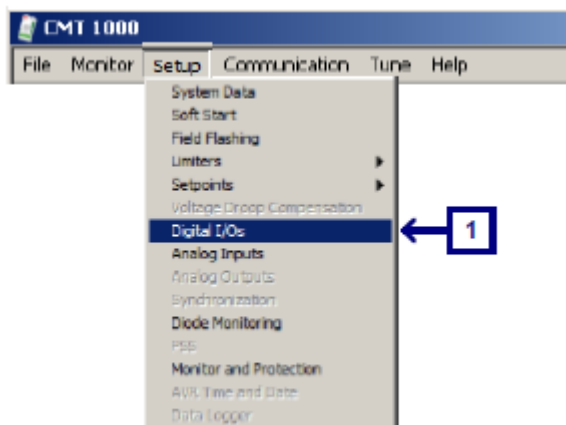 CMT 1000
File Monitor Setup Communication Tune Help
System Data
Soft Start
Field Flashing
Limiters
Setpoints
Voltage Droop Compensation
Digital I/Os
1
Analog Inputs
Analog Outputs
Synchronization
Diode Monitoring
PSS
Monitor and Protection
AVR Time and Date
Data Logger